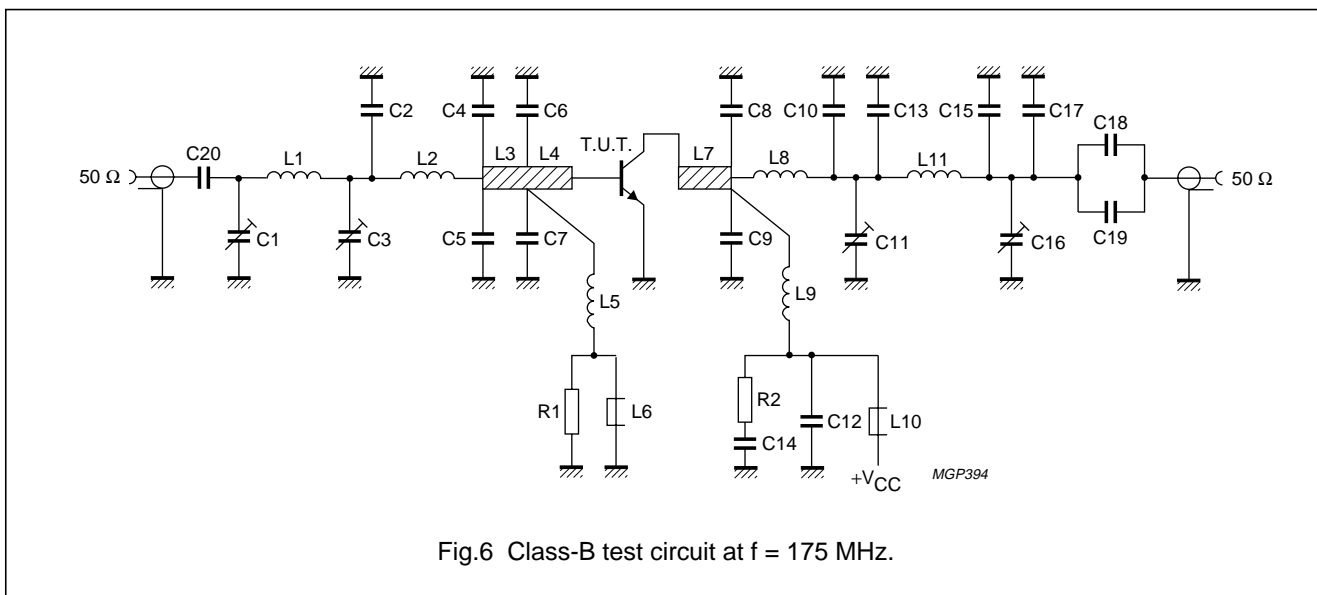 C2 C4 C6 C8 C10 C13 C15 C17
T.U.T.
C18
C20 L1 L2 L3 L4 L7 L8 L11
50 Ω 50 Ω
C19
C1 C3 C5 C7 C9 C11 C16
L5 L9
R1 L6 R2 C12 L10
C14
+VCC MGP394
Fig.6 Class-B test circuit at f = 175 MHz.